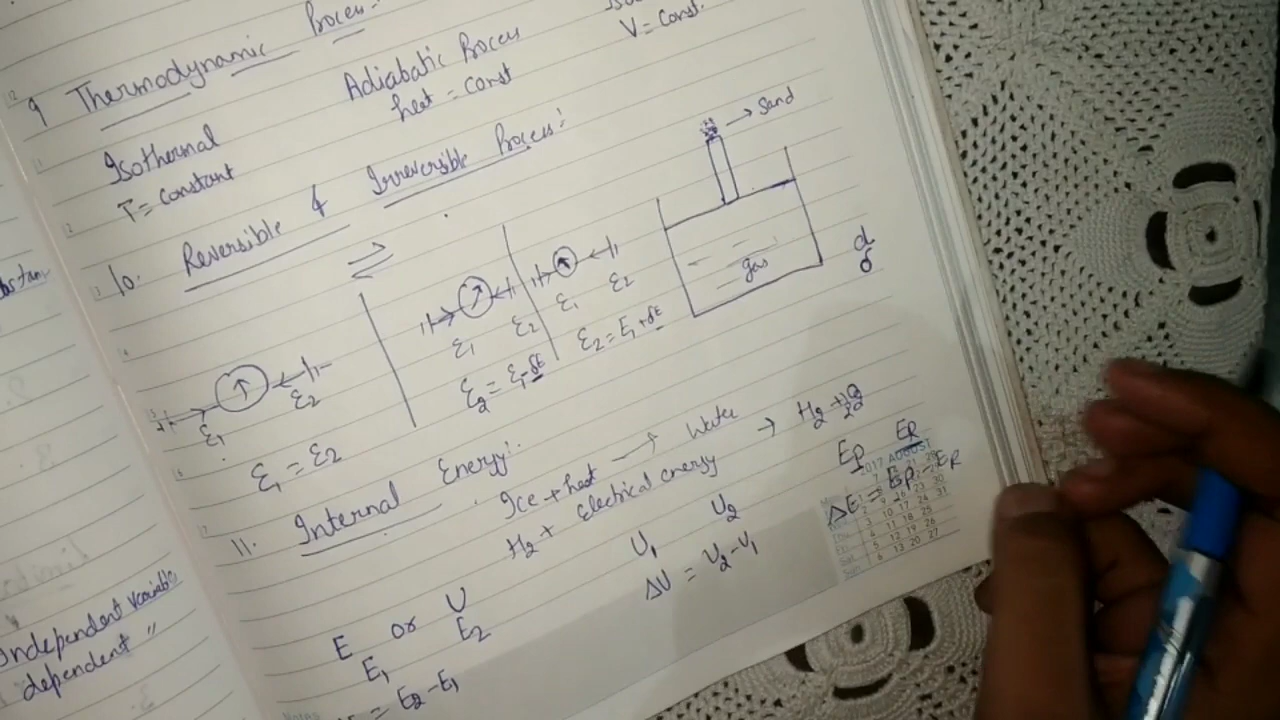 9 Thermodynamic Process:-
Isothermal
T = constant
Adiabatic Process
heat = const
V = const.
10. Reversible & Irreversible Process:-
→ Sand
gas
d
δ
ε1 ε2
ε1 = ε2
ε1 ε2
ε2 = ε1-δε
ε1 ε2
ε2 = ε1+δε
11. Internal Energy:-
Ice + heat → Water
H2 + Electrical energy → H2 +
E or U
E1 E2
= E2-E1
U1 U2
ΔU = U2-U1
EP ER
ΔE = EP-ER
2017 AUGUST
Independent variable
dependent "